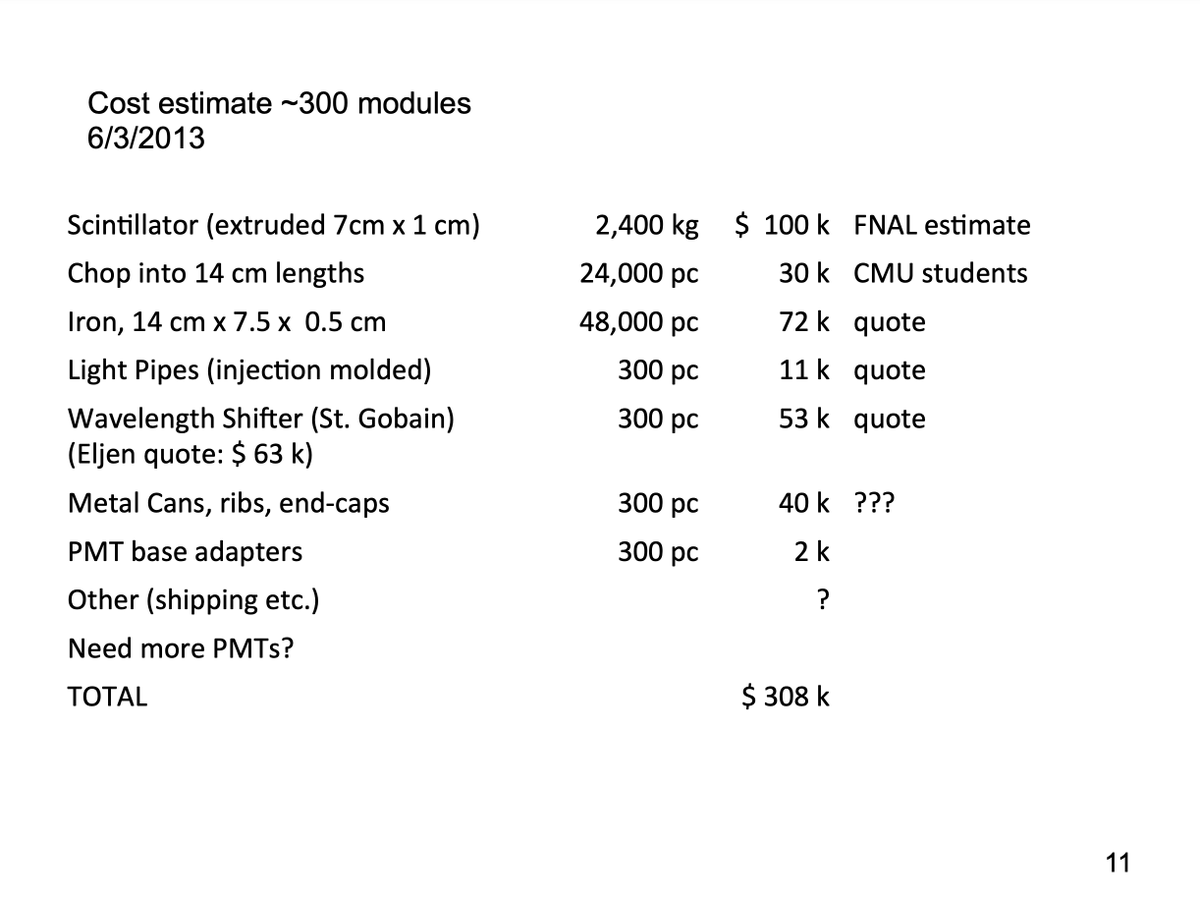 Cost estimate ~300 modules
6/3/2013
Scintillator (extruded 7cm x 1 cm) 2,400 kg $ 100 k FNAL estimate
Chop into 14 cm lengths 24,000 pc 30 k CMU students
Iron, 14 cm x 7.5 x 0.5 cm 48,000 pc 72 k quote
Light Pipes (injection molded) 300 pc 11 k quote
Wavelength Shifter (St. Gobain) 300 pc 53 k quote
(Eljen quote: $ 63 k)
Metal Cans, ribs, end-caps 300 pc 40 k ???
PMT base adapters 300 pc 2 k
Other (shipping etc.) ?
Need more PMTs?
TOTAL $ 308 k
11